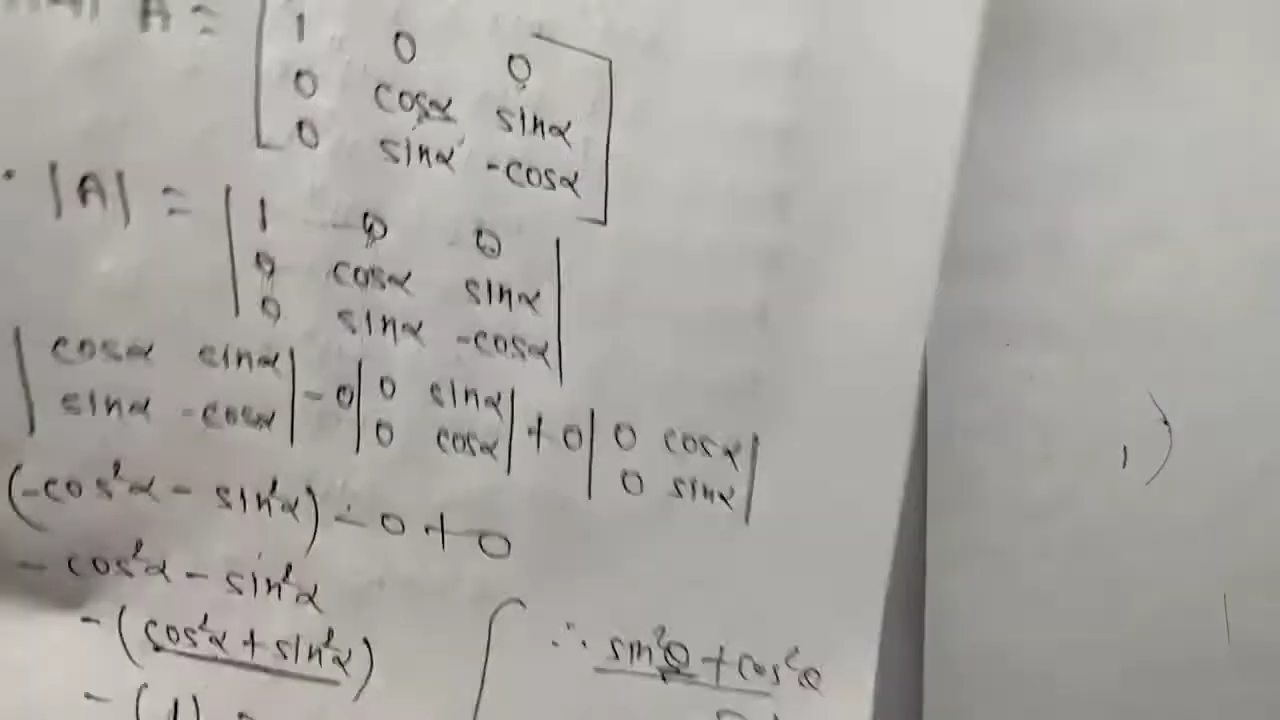 A = [ 1 0 0
0 cosα sinα
0 sinα -cosα ]
|A| = | 1 0 0
0 cosα sinα
0 sinα -cosα |
| cosα sinα | - 0 | 0 sinα | + 0 | 0 cosα |
| sinα -cosα | | 0 cosα | | 0 sinα |
(-cos²α - sin²α) - 0 + 0
- cos²α - sin²α
- (cos²α + sin²α)
∴ sin²θ + cos²θ
- (1)